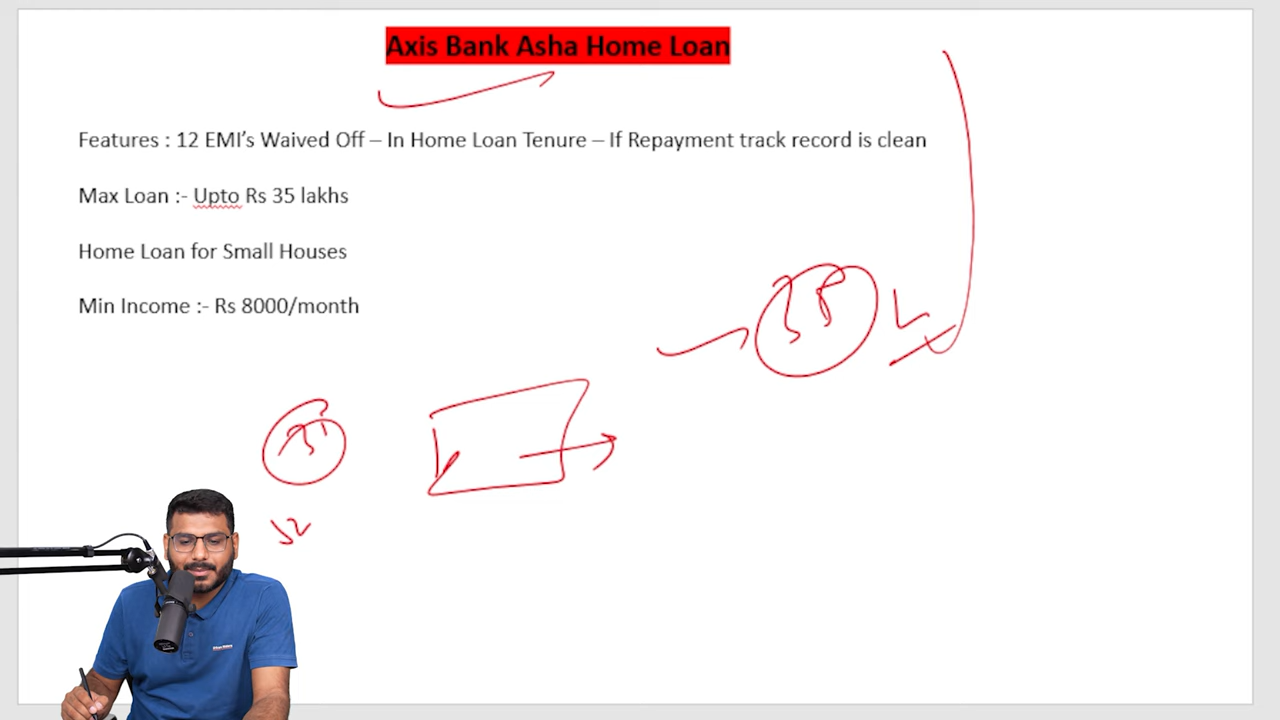 Axis Bank Asha Home Loan
Features : 12 EMI's Waived Off – In Home Loan Tenure – If Repayment track record is clean
Max Loan :- Upto Rs 35 lakhs
Home Loan for Small Houses
Min Income :- Rs 8000/month
35 L